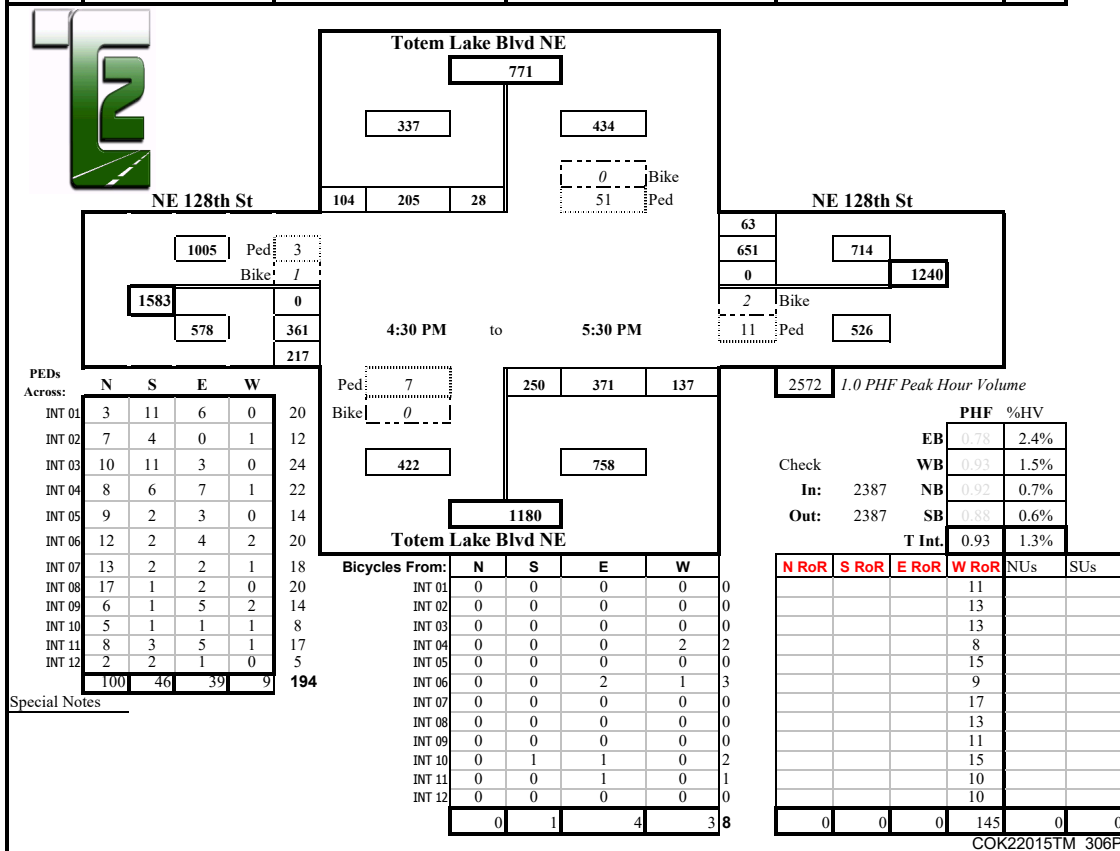 T2
Totem Lake Blvd NE
771
337 434
0 Bike
51 Ped
NE 128th St 104 205 28 NE 128th St
63
1005 Ped 3 651 714
Bike 1 0 1240
1583 0 2 Bike
578 361 4:30 PM to 5:30 PM 11 Ped 526
217
PEDs
Across: N S E W Ped 7 250 371 137 2572 1.0 PHF Peak Hour Volume
INT 01 3 11 6 0 20 Bike 0 PHF %HV
INT 02 7 4 0 1 12 EB 0.78 2.4%
INT 03 10 11 3 0 24 422 758 Check WB 0.93 1.5%
INT 04 8 6 7 1 22 In: 2387 NB 0.92 0.7%
INT 05 9 2 3 0 14 1180 Out: 2387 SB 0.88 0.6%
INT 06 12 2 4 2 20 Totem Lake Blvd NE T Int. 0.93 1.3%
INT 07 13 2 2 1 18 Bicycles From: N S E W N RoR S RoR E RoR W RoR NUs SUs
INT 08 17 1 2 0 20 INT 01 0 0 0 0 0 11
INT 09 6 1 5 2 14 INT 02 0 0 0 0 0 13
INT 10 5 1 1 1 8 INT 03 0 0 0 0 0 13
INT 11 8 3 5 1 17 INT 04 0 0 0 2 2 8
INT 12 2 2 1 0 5 INT 05 0 0 0 0 0 15
100 46 39 9 194 INT 06 0 0 2 1 3 9
Special Notes INT 07 0 0 0 0 0 17
INT 08 0 0 0 0 0 13
INT 09 0 0 0 0 0 11
INT 10 0 1 1 0 2 15
INT 11 0 0 1 0 1 10
INT 12 0 0 0 0 0 10
0 1 4 3 8 0 0 0 145 0 0
COK22015TM_306P